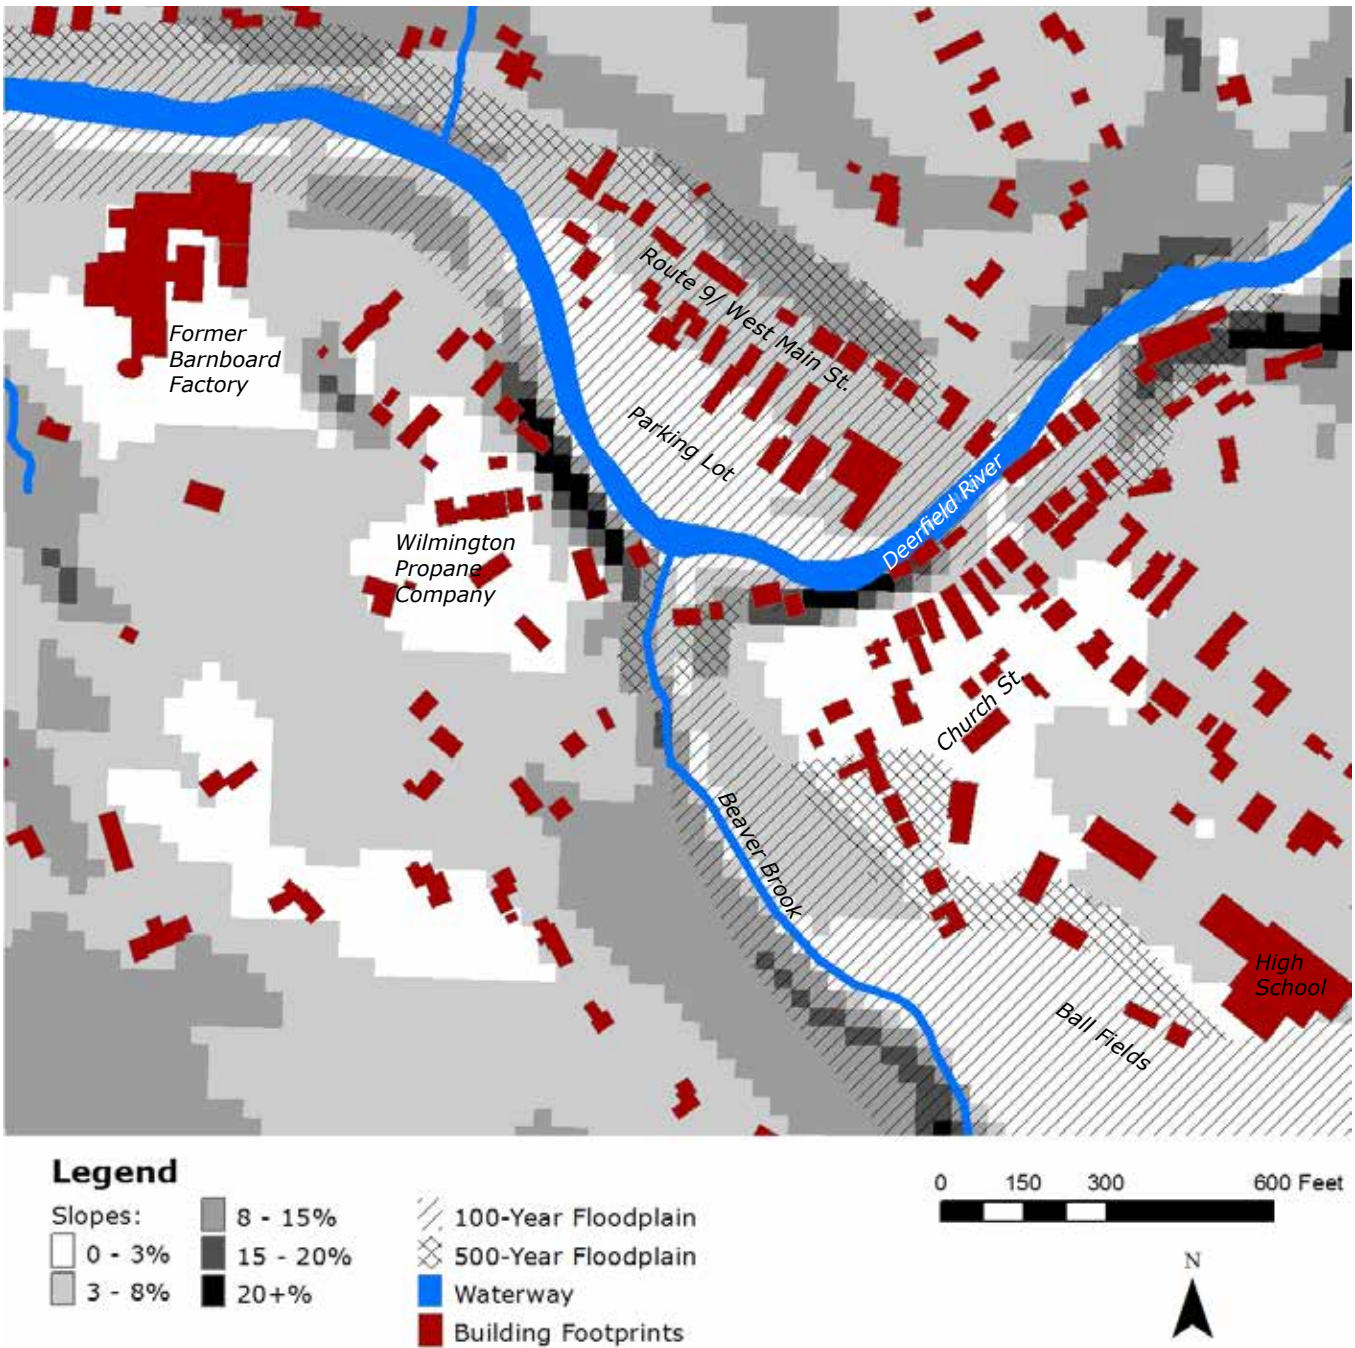 Route 9/ West Main St.
Former
Barnboard
Factory
Parking Lot
Deerfield River
Wilmington
Propane
Company
Church St.
Beaver Brook
High
School
Ball Fields
Legend
Slopes:
0 - 3%
3 - 8%
8 - 15%
15 - 20%
20+%
100-Year Floodplain
500-Year Floodplain
Waterway
Building Footprints
0 150 300 600 Feet
N